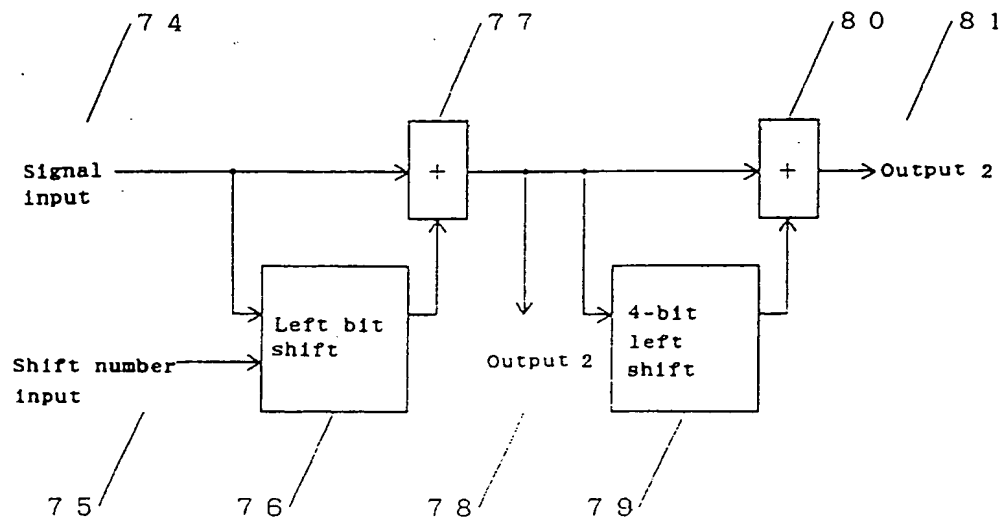 ７４
７７
８０
８１
Signal
input
+
+
Output 2
Left bit
shift
4-bit
left
shift
Output 2
Shift number
input
７５
７６
７８
７９